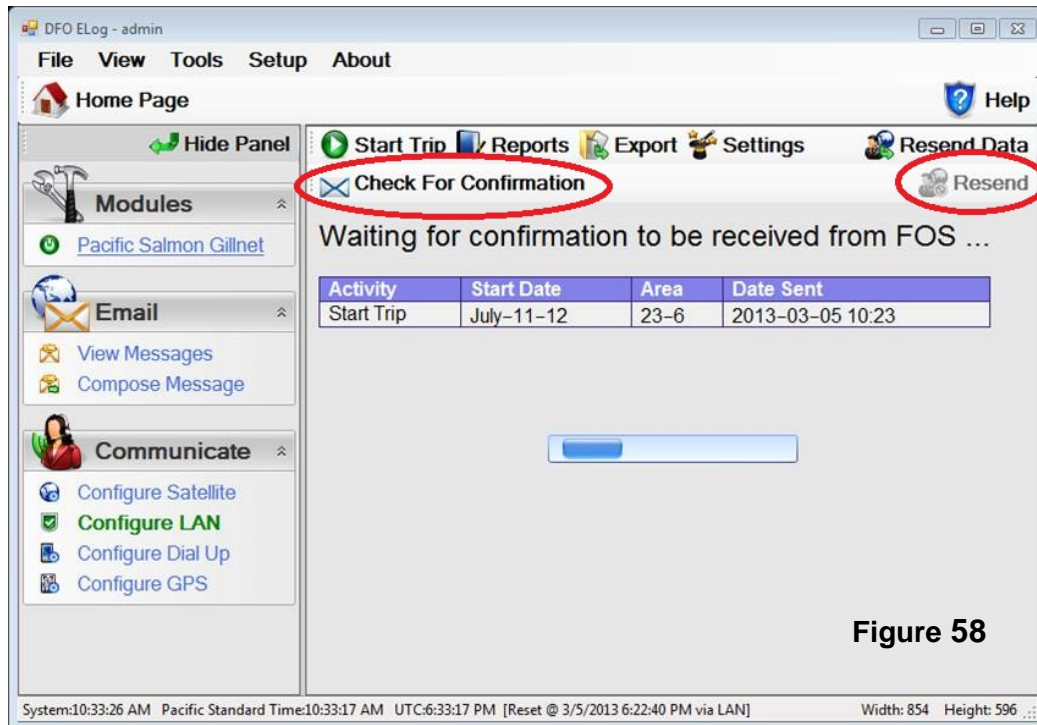 DFO ELog - admin
File View Tools Setup About
Home Page
Help
Hide Panel
Start Trip Reports Export Settings Resend Data
Check For Confirmation Resend
Modules
Pacific Salmon Gillnet
Email
View Messages
Compose Message
Communicate
Configure Satellite
Configure LAN
Configure Dial Up
Configure GPS
Waiting for confirmation to be received from FOS ...
Activity Start Date Area Date Sent
Start Trip July-11-12 23-6 2013-03-05 10:23
Figure 58
System:10:33:26 AM Pacific Standard Time:10:33:17 AM UTC:6:33:17 PM [Reset @ 3/5/2013 6:22:40 PM via LAN] Width: 854 Height: 596